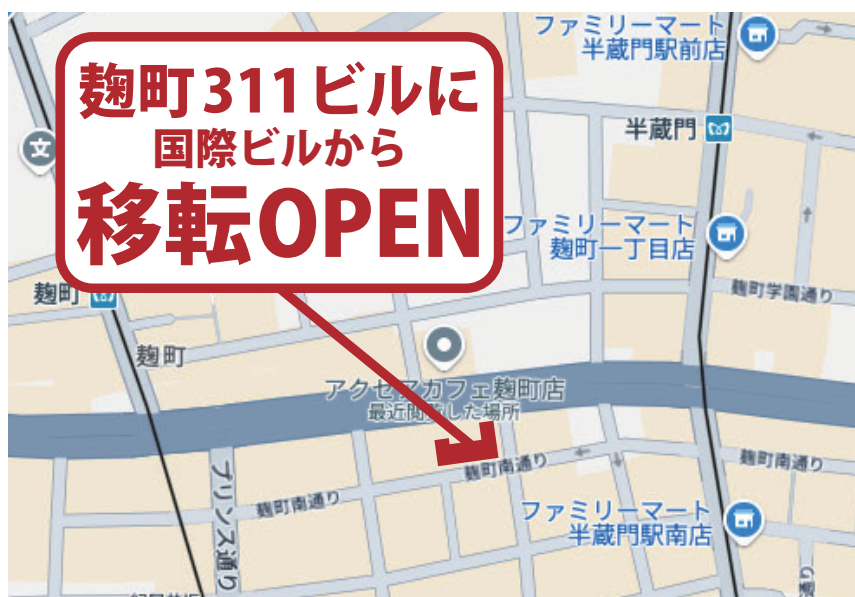 ファミリーマート
半蔵門駅前店
麹町311ビルに
国際ビルから
移転OPEN
半蔵門
文
ファミリーマート
麹町一丁目店
麹町
麹町学園通り
麹町
アクセアカフェ麹町店
最近閲覧した場所
麹町南通り
麹町南通り
麹町南通り
プリンス通り
ファミリーマート
半蔵門駅南店